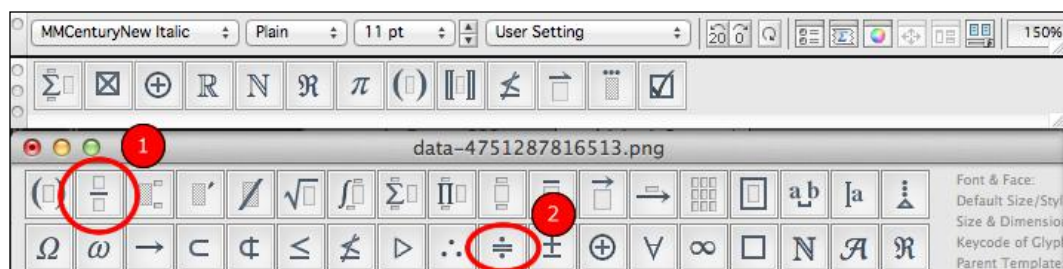 MMCenturyNew Italic Plain 11 pt User Setting 150%
Σ ⊕ ℝ ℕ ℜ π ( ) ⟦ ⟧ ≰
1 data-4751287816513.png
( ) √ ∫ Σ Π → a b [a Font & Face:
Default Size/Styl
2 Size & Dimension
Ω ω → ⊂ ⊄ ≤ ≰ ▷ ∴ ÷ ± ⊕ ∀ ∞ □ ℕ 𝒜 ℜ Keycode of Glyp
Parent Template